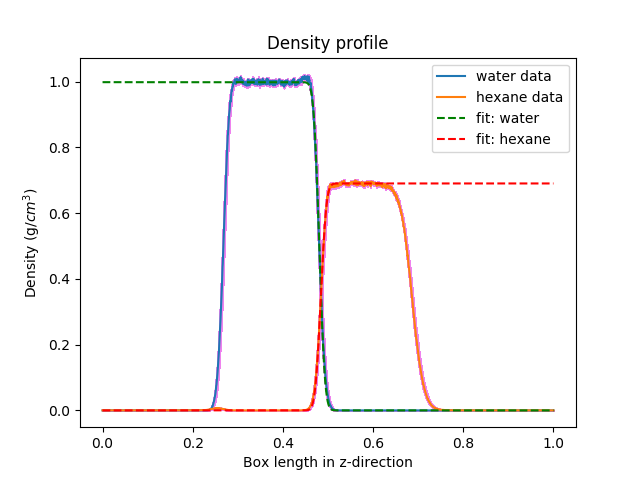 Density profile
Density (g/cm³)
1.0
0.8
0.6
0.4
0.2
0.0
water data
hexane data
fit: water
fit: hexane
0.0 0.2 0.4 0.6 0.8 1.0
Box length in z-direction